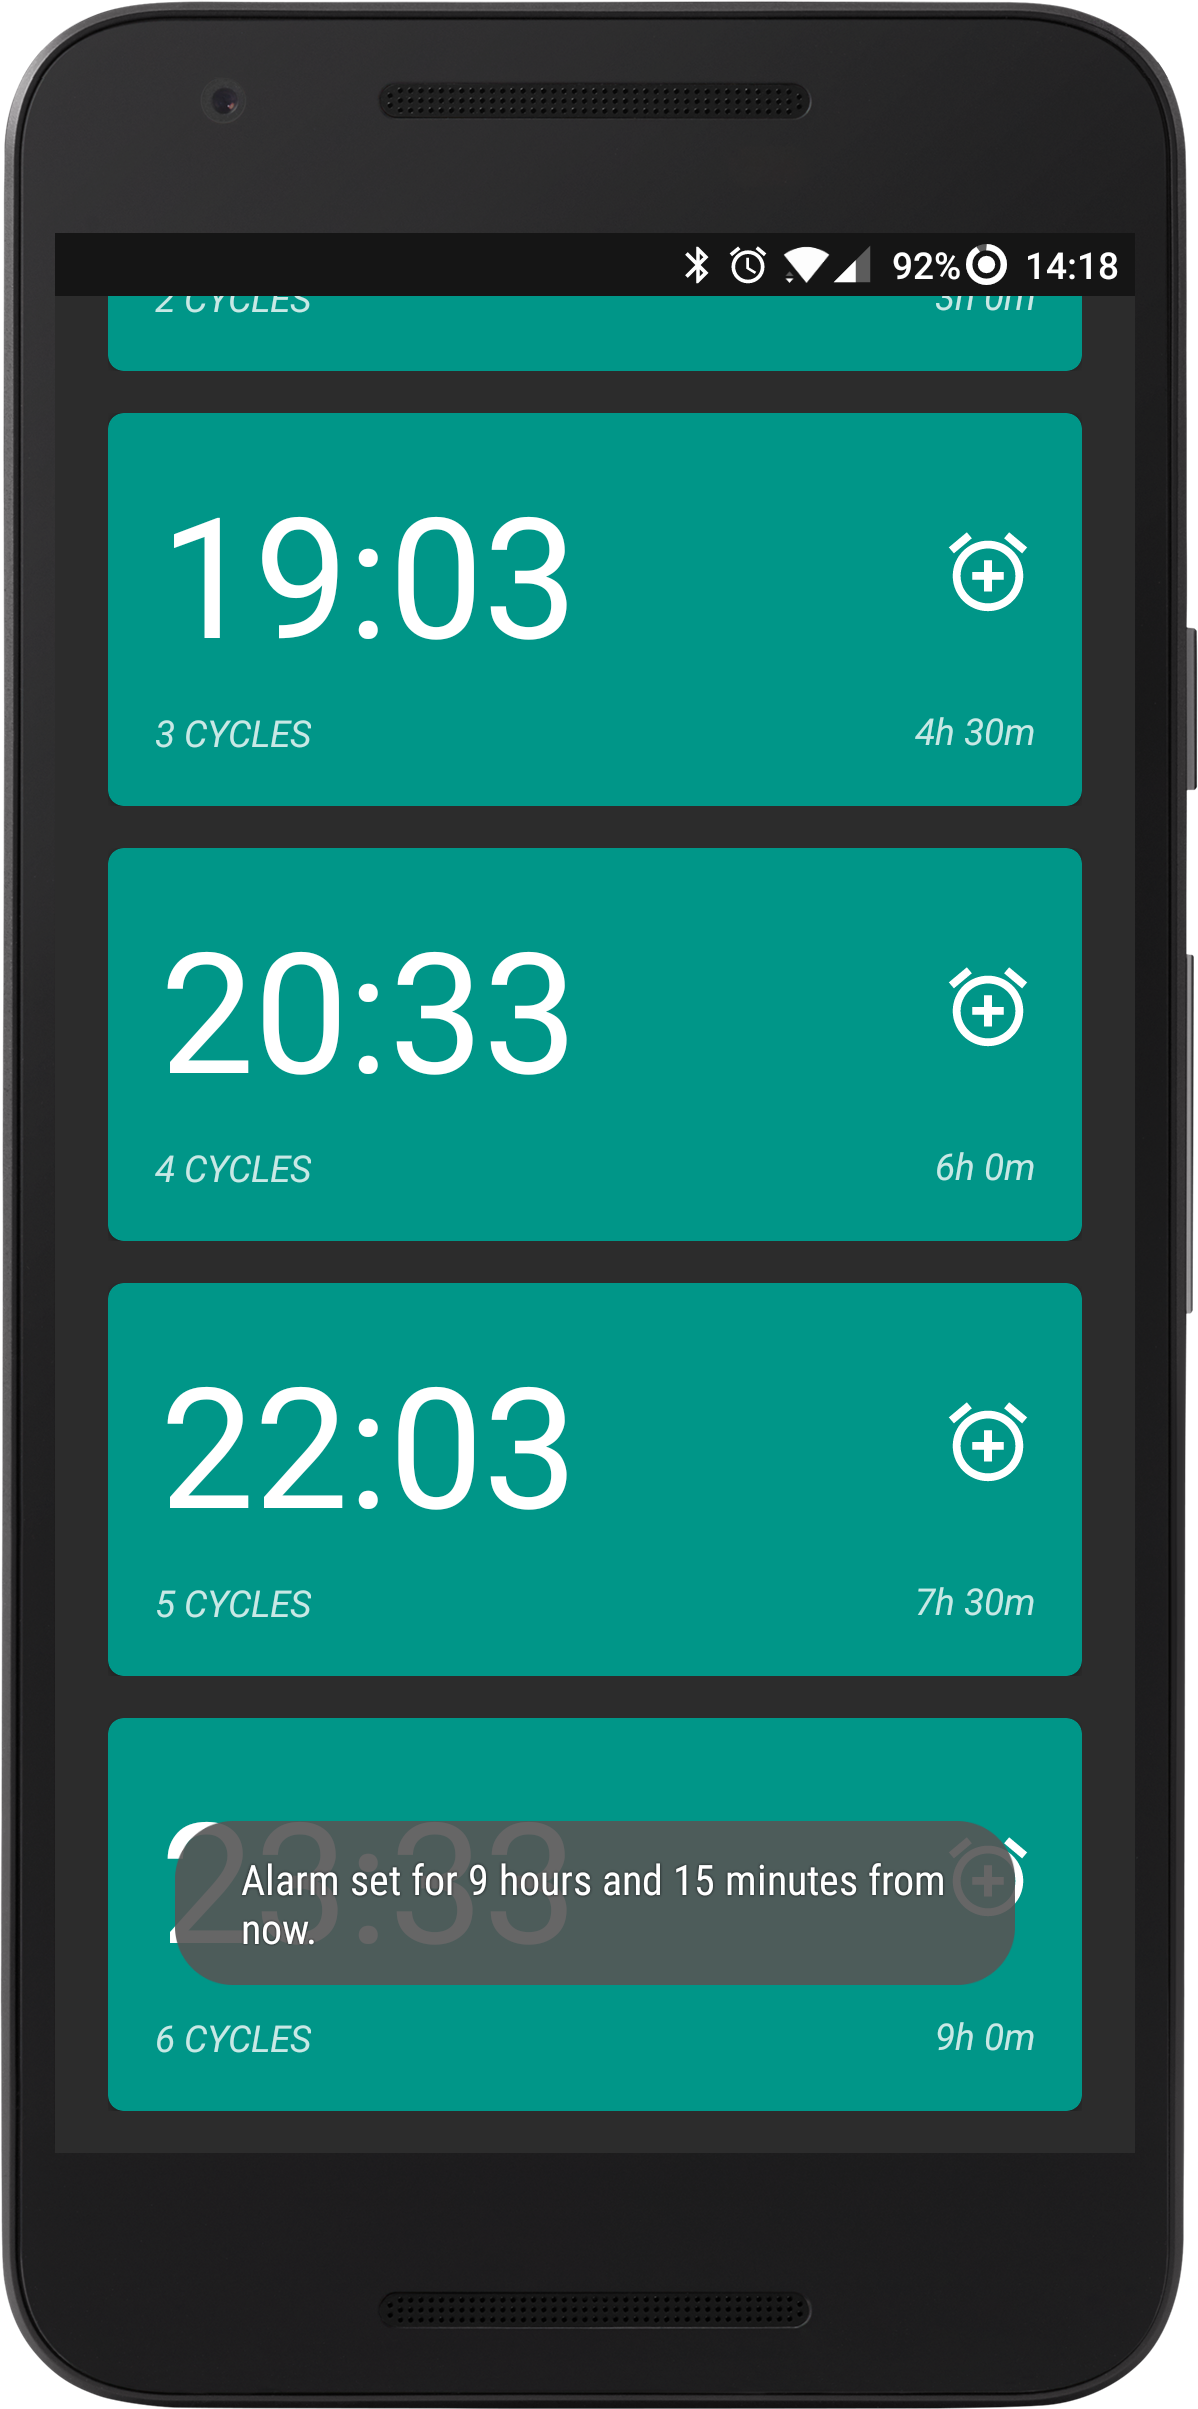 92% 14:18
2 CYCLES 3h 0m
19:03
3 CYCLES 4h 30m
20:33
4 CYCLES 6h 0m
22:03
5 CYCLES 7h 30m
23:33
Alarm set for 9 hours and 15 minutes from
now.
6 CYCLES 9h 0m